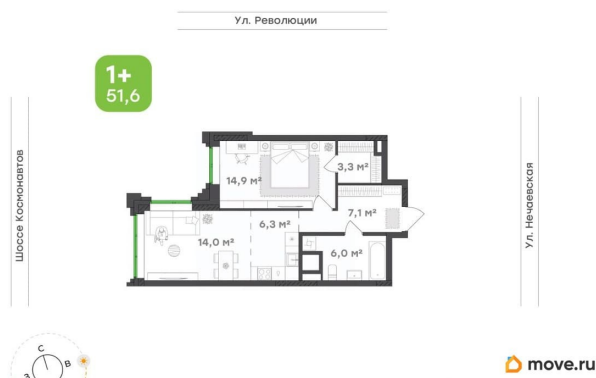 Ул. Революции
1+
51,6
Шоссе Космонавтов
14,9 м²
3,3 м²
7,1 м²
6,3 м²
14,0 м²
6,0 м²
Ул. Нечаевская
С
В
З
move.ru